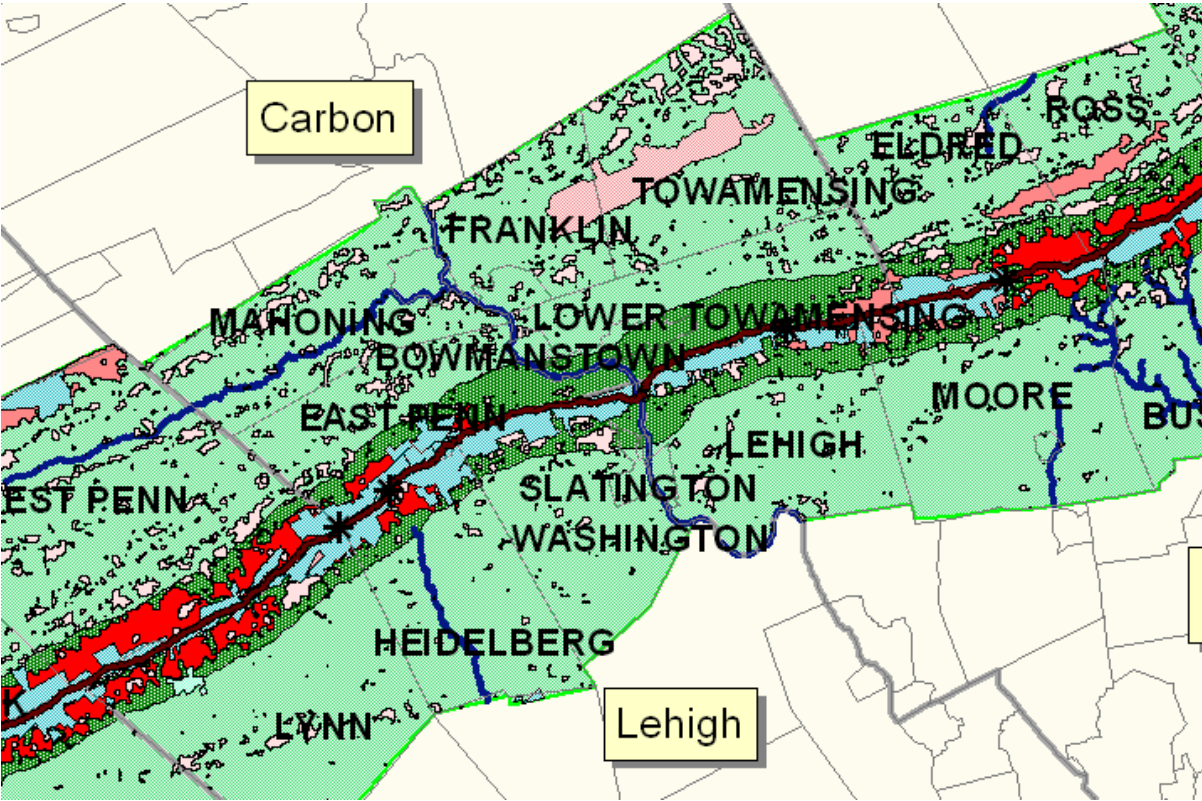 Carbon
ROSS
ELDRED
TOWAMENSING
FRANKLIN
MAHONING
LOWER TOWAMENSING
BOWMANSTOWN
EAST PENN
MOORE
BU
LEHIGH
EST PENN
SLATINGTON
WASHINGTON
HEIDELBERG
K
LYNN
Lehigh